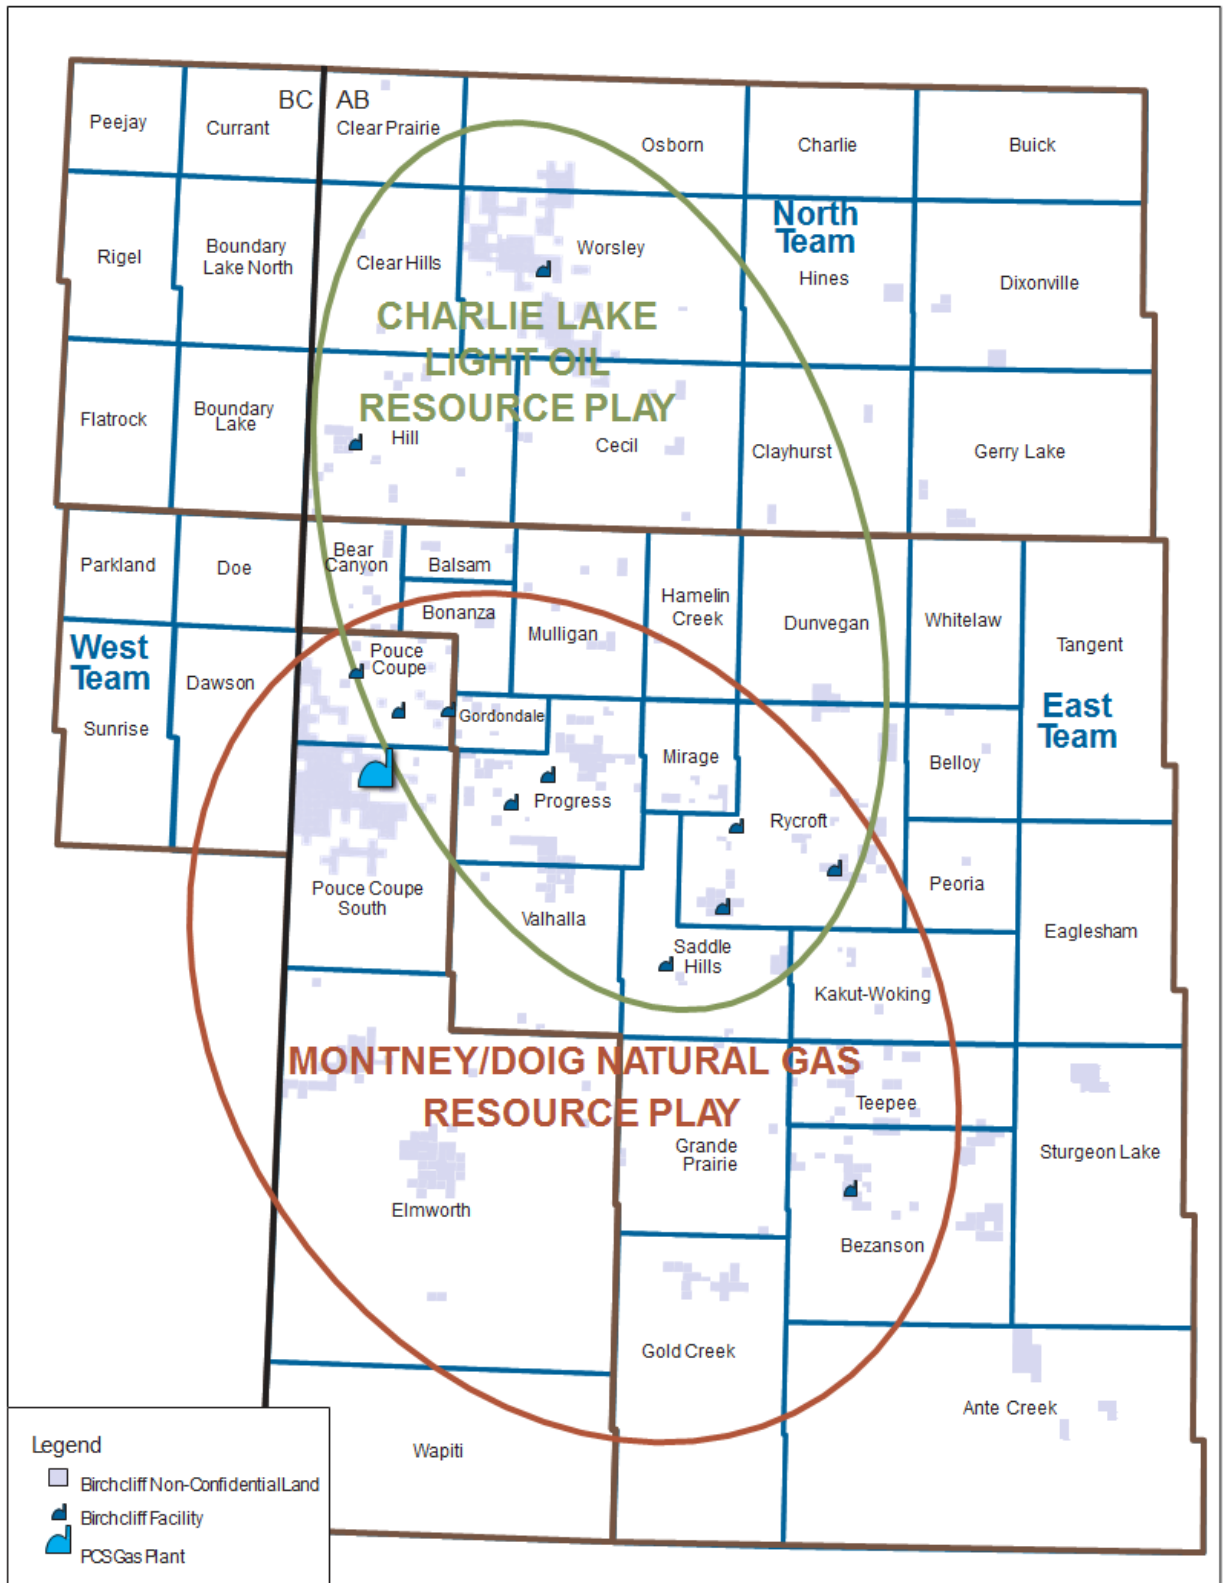 BC AB
Peejay
Currant
Clear Prairie
Osborn
Charlie
Buick
North
Team
Rigel
Boundary
Lake North
Clear Hills
Worsley
Hines
Dixonville
CHARLIE LAKE
LIGHT OIL
RESOURCE PLAY
Flatrock
Boundary
Lake
Hill
Cecil
Clayhurst
Gerry Lake
Parkland
Doe
Bear
Canyon
Balsam
Bonanza
Mulligan
Hamelin
Creek
Dunvegan
Whitelaw
Tangent
West
Team
Dawson
Sunrise
Pouce
Coupe
Gordondale
Mirage
East
Team
Belloy
Progress
Rycroft
Peoria
Pouce Coupe
South
Valhalla
Saddle
Hills
Eaglesham
Kakut-Woking
MONTNEY/DOIG NATURAL GAS
RESOURCE PLAY
Teepee
Grande
Prairie
Sturgeon Lake
Elmworth
Bezanson
Gold Creek
Ante Creek
Wapiti
Legend
Birchcliff Non-Confidential Land
Birchcliff Facility
PCS Gas Plant